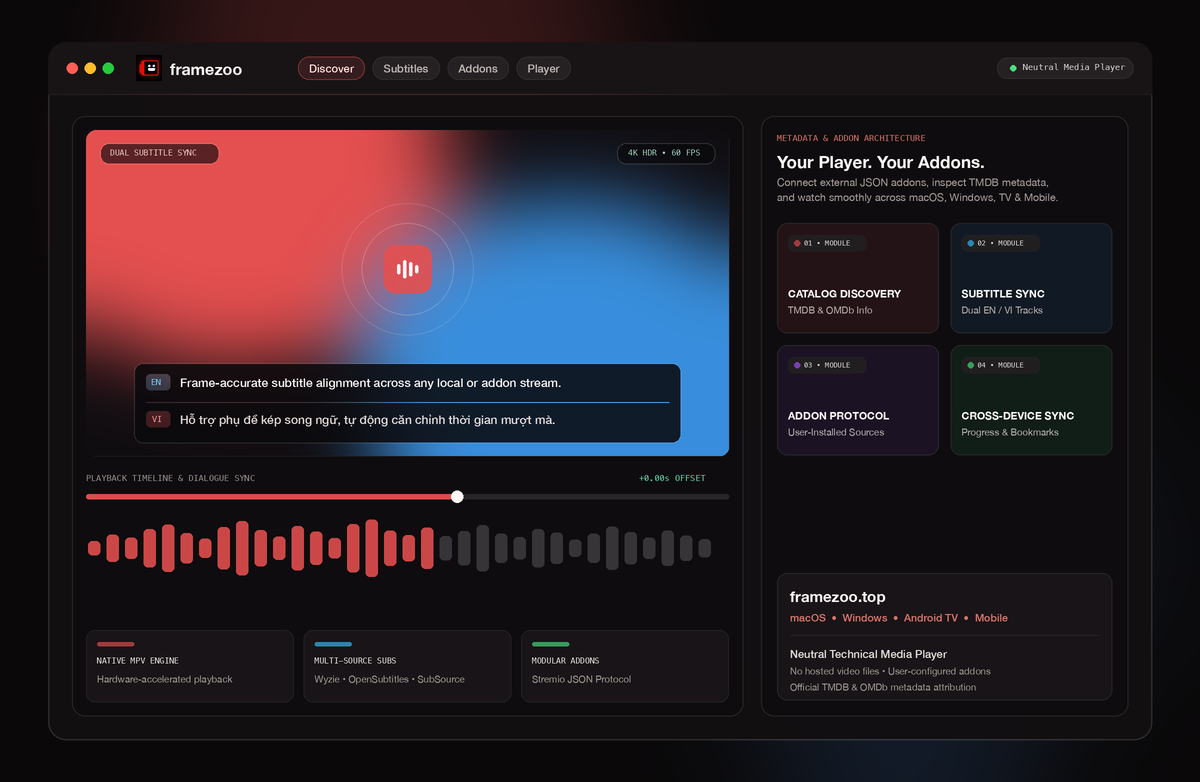 framezoo
Discover
Subtitles
Addons
Player
Neutral Media Player
DUAL SUBTITLE SYNC
4K HDR • 60 FPS
EN
Frame-accurate subtitle alignment across any local or addon stream.
VI
Hỗ trợ phụ đề kép song ngữ, tự động căn chỉnh thời gian mượt mà.
PLAYBACK TIMELINE & DIALOGUE SYNC
+0.00s OFFSET
NATIVE MPV ENGINE
Hardware-accelerated playback
MULTI-SOURCE SUBS
Wyzie • OpenSubtitles • SubSource
MODULAR ADDONS
Stremio JSON Protocol
METADATA & ADDON ARCHITECTURE
Your Player. Your Addons.
Connect external JSON addons, inspect TMDB metadata,
and watch smoothly across macOS, Windows, TV & Mobile.
01 • MODULE
CATALOG DISCOVERY
TMDB & OMDb Info
02 • MODULE
SUBTITLE SYNC
Dual EN / VI Tracks
03 • MODULE
ADDON PROTOCOL
User-Installed Sources
04 • MODULE
CROSS-DEVICE SYNC
Progress & Bookmarks
framezoo.top
macOS • Windows • Android TV • Mobile
Neutral Technical Media Player
No hosted video files • User-configured addons
Official TMDB & OMDb metadata attribution